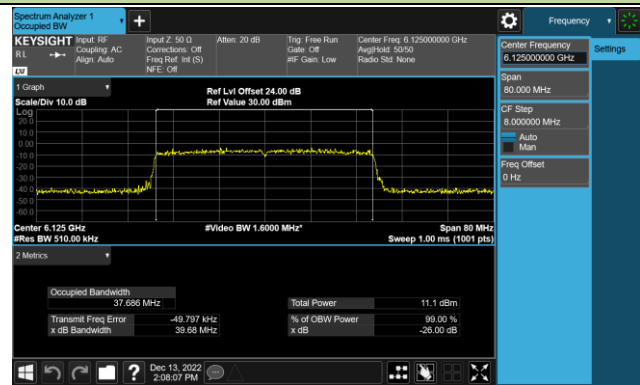 Spectrum Analyzer 1
Occupied BW
Frequency
KEYSIGHT
RL
Input: RF
Coupling: AC
Align: Auto
Input Z: 50 Ω
Corrections: Off
Freq Ref: Int (S)
NFE: Off
Atten: 20 dB
Trig: Free Run
Gate: Off
#IF Gain: Low
Center Freq: 6.125000000 GHz
Avg|Hold: 50/50
Radio Std: None
Center Frequency
6.125000000 GHz
Settings
Span
80.000 MHz
CF Step
8.000000 MHz
Auto
Man
Freq Offset
0 Hz
1 Graph
Scale/Div 10.0 dB
Ref Lvl Offset 24.00 dB
Ref Value 30.00 dBm
Log
20.0
10.0
0.00
-10.0
-20.0
-30.0
-40.0
-50.0
-60.0
Center 6.125 GHz
#Video BW 1.6000 MHz*
Span 80 MHz
#Res BW 510.00 kHz
Sweep 1.00 ms (1001 pts)
2 Metrics
Occupied Bandwidth
37.686 MHz
Total Power
11.1 dBm
Transmit Freq Error
-49.797 kHz
% of OBW Power
99.00 %
x dB Bandwidth
39.68 MHz
x dB
-26.00 dB
?
Dec 13, 2022
2:08:07 PM